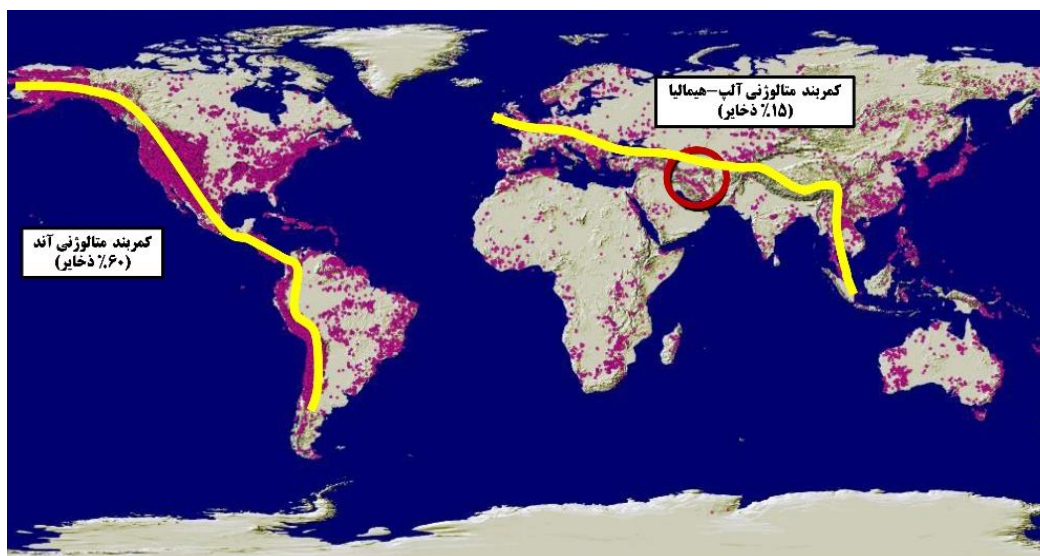 کمربند متالوژنی آلپ-هیمالیا
(۱۵٪ ذخایر)
کمربند متالوژنی آند
(۶۰٪ ذخایر)